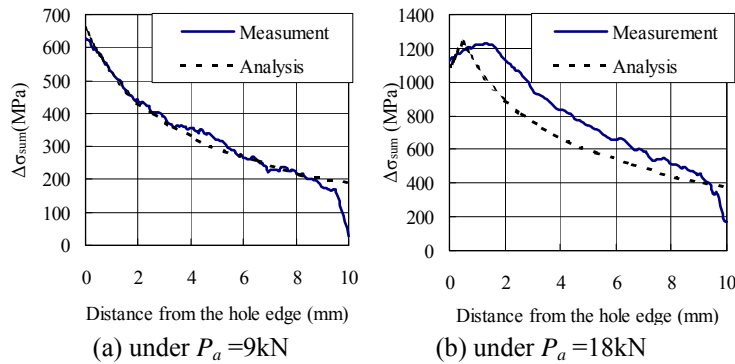 700
600
500
400
300
200
100
0
Δσsum(MPa)
Measument
Analysis
0 2 4 6 8 10
Distance from the hole edge (mm)
(a) under Pa =9kN
1400
1200
1000
800
600
400
200
0
Δσsum (MPa)
Measurement
Analysis
0 2 4 6 8 10
Distance from the hole edge (mm)
(b) under Pa =18kN